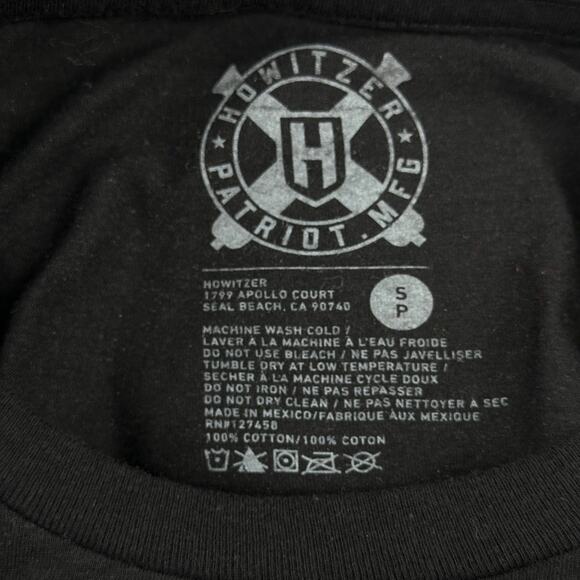 HOWITZER
PATRIOT.MFG
H
HOWITZER
1799 APOLLO COURT
SEAL BEACH, CA 90740
S
P
MACHINE WASH COLD /
LAVER À LA MACHINE À L'EAU FROIDE
DO NOT USE BLEACH / NE PAS JAVELLISER
TUMBLE DRY AT LOW TEMPERATURE /
SÉCHER À LA MACHINE CYCLE DOUX
DO NOT IRON / NE PAS REPASSER
DO NOT DRY CLEAN / NE PAS NETTOYER À SEC
MADE IN MEXICO/FABRIQUÉ AUX MEXIQUE
RN#127458
100% COTTON/100% COTON